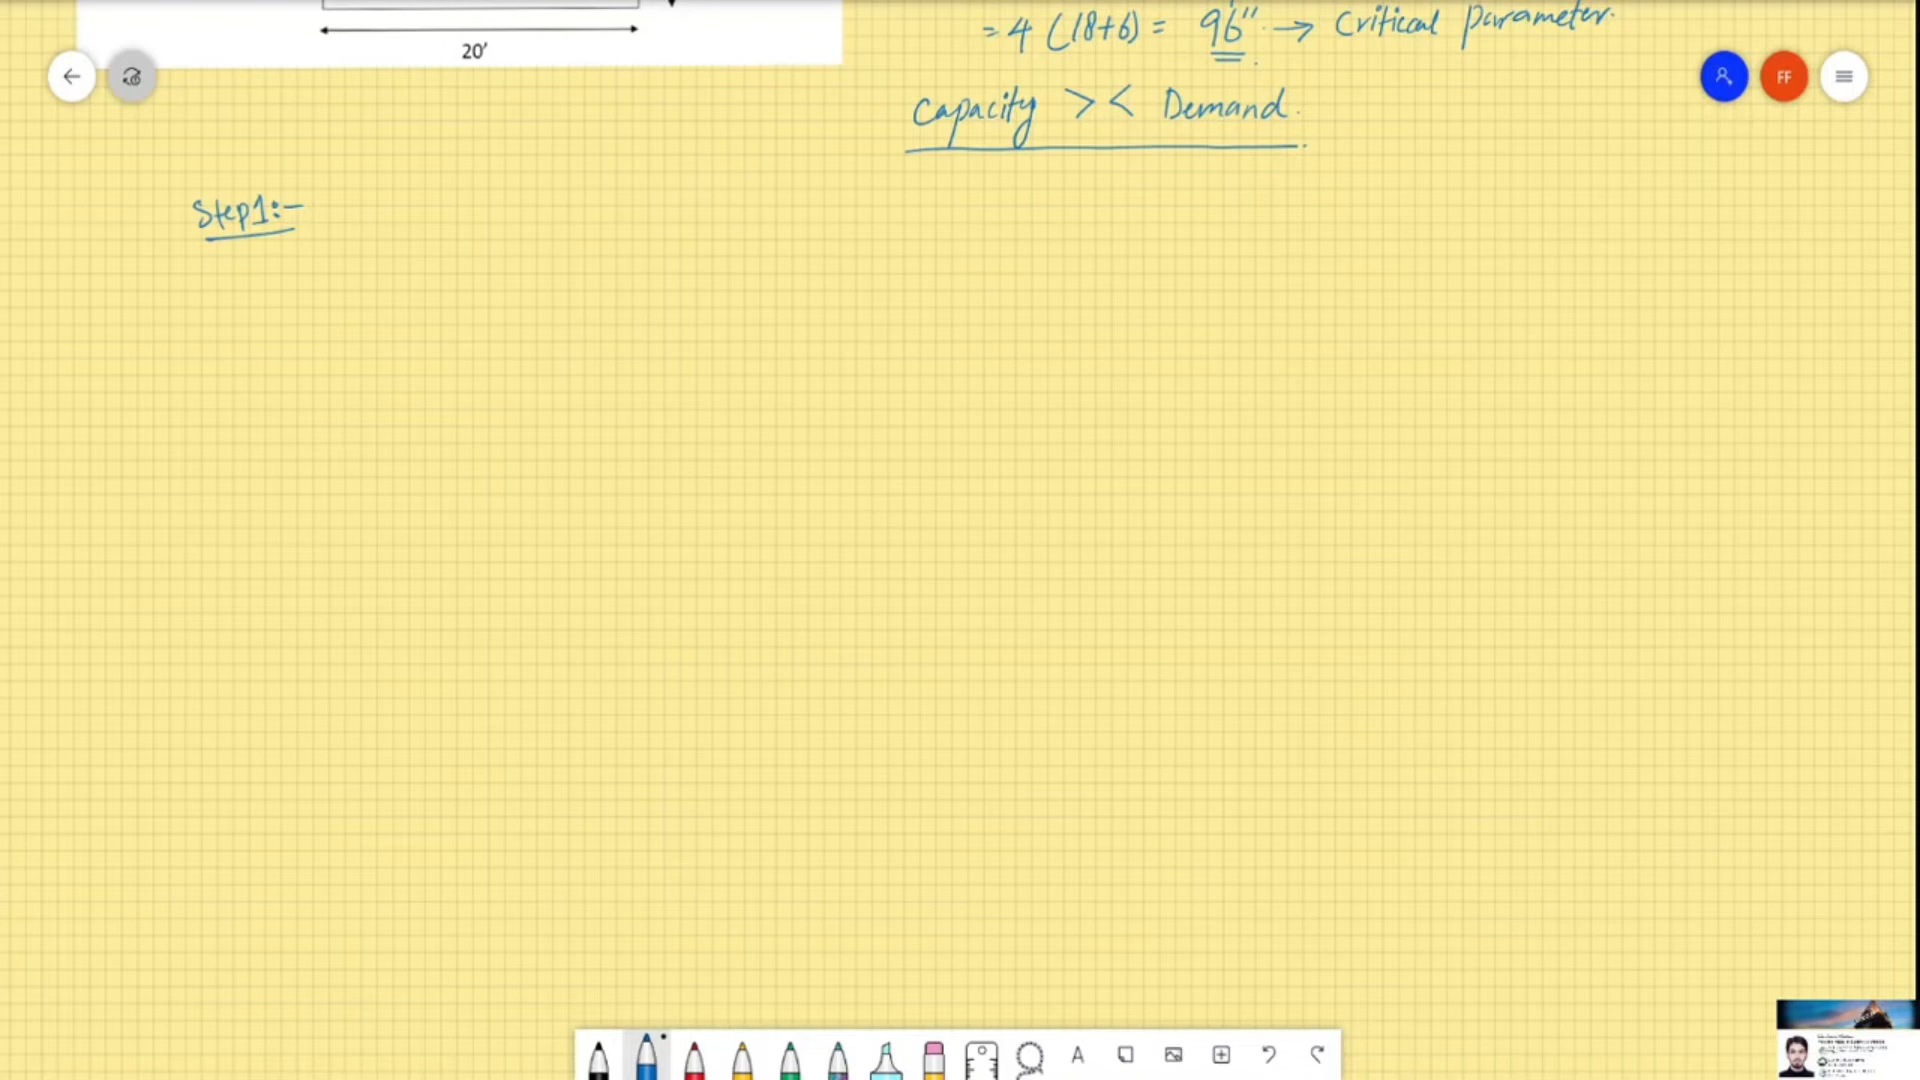 20'
= 4 (18+6) = 96" → Critical parameter.
Capacity > < Demand.
Step1:-
FF
A